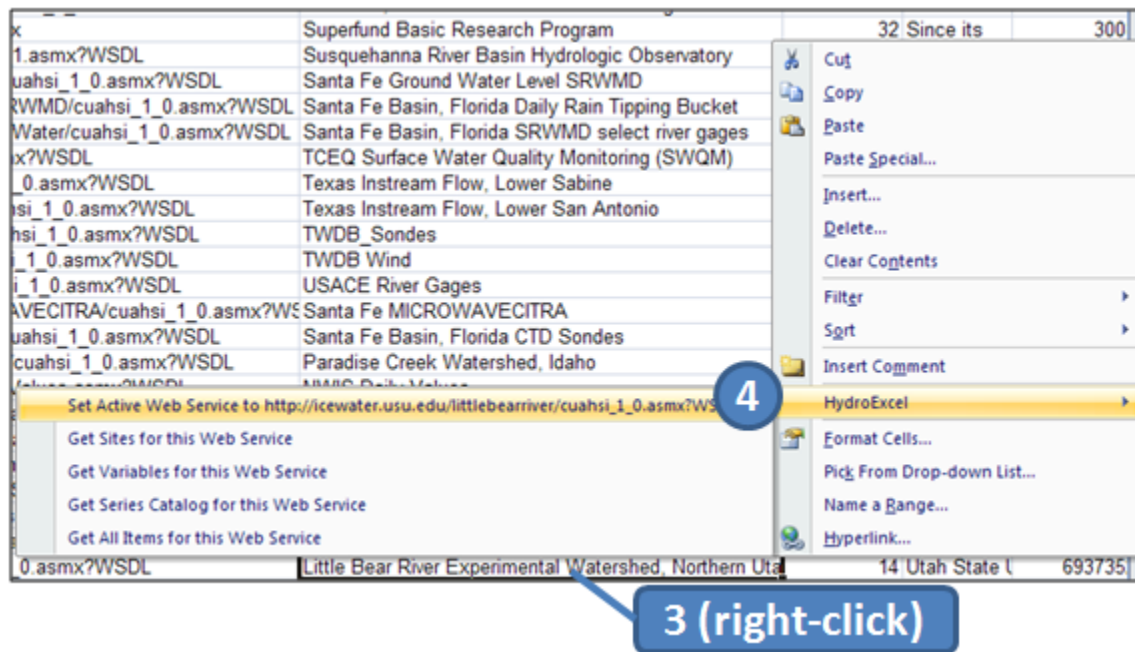 x Superfund Basic Research Program 32 Since its 300
1.asmx?WSDL Susquehanna River Basin Hydrologic Observatory
uahsi_1_0.asmx?WSDL Santa Fe Ground Water Level SRWMD
RWMD/cuahsi_1_0.asmx?WSDL Santa Fe Basin, Florida Daily Rain Tipping Bucket
Water/cuahsi_1_0.asmx?WSDL Santa Fe Basin, Florida SRWMD select river gages
x?WSDL TCEQ Surface Water Quality Monitoring (SWQM)
_0.asmx?WSDL Texas Instream Flow, Lower Sabine
si_1_0.asmx?WSDL Texas Instream Flow, Lower San Antonio
hsi_1_0.asmx?WSDL TWDB_Sondes
i_1_0.asmx?WSDL TWDB Wind
i_1_0.asmx?WSDL USACE River Gages
AVECITRA/cuahsi_1_0.asmx?WS Santa Fe MICROWAVECITRA
uahsi_1_0.asmx?WSDL Santa Fe Basin, Florida CTD Sondes
cuahsi_1_0.asmx?WSDL Paradise Creek Watershed, Idaho
NWIS Daily Values
Cut
Copy
Paste
Paste Special...
Insert...
Delete...
Clear Contents
Filter
Sort
Insert Comment
HydroExcel
Format Cells...
Pick From Drop-down List...
Name a Range...
Hyperlink...
4
Set Active Web Service to http://icewater.usu.edu/littlebearriver/cuahsi_1_0.asmx?WS
Get Sites for this Web Service
Get Variables for this Web Service
Get Series Catalog for this Web Service
Get All Items for this Web Service
_0.asmx?WSDL Little Bear River Experimental Watershed, Northern Uta 14 Utah State U 693735
3 (right-click)